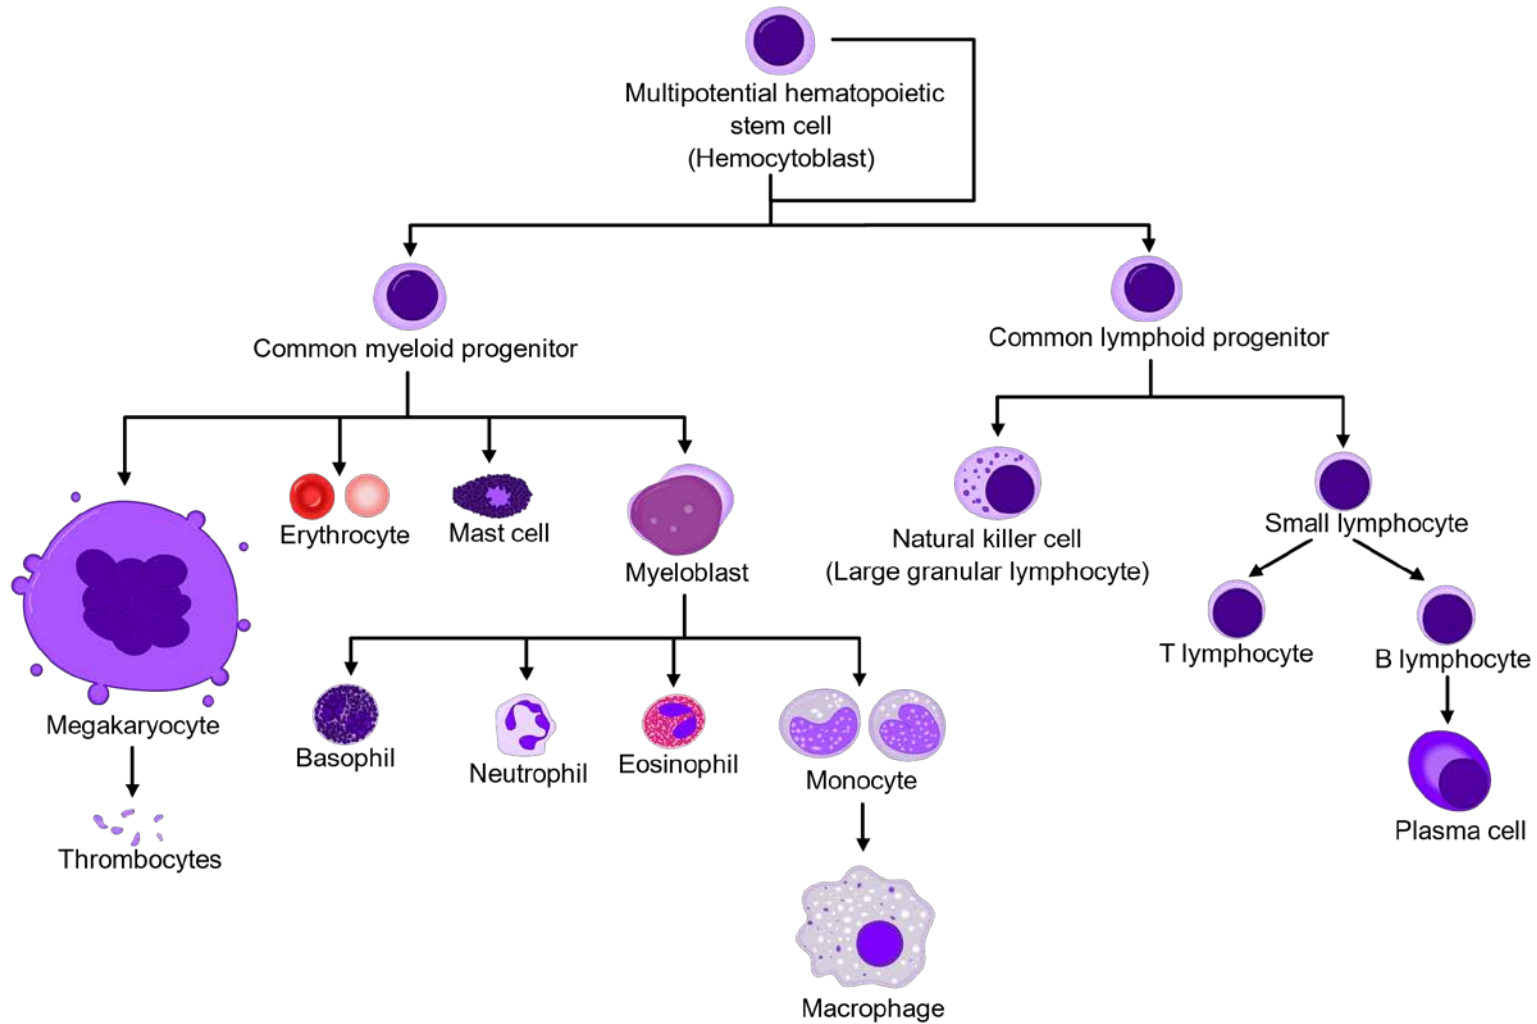 Multipotential hematopoietic
stem cell
(Hemocytoblast)
Common myeloid progenitor
Common lymphoid progenitor
Erythrocyte
Mast cell
Myeloblast
Natural killer cell
(Large granular lymphocyte)
Small lymphocyte
T lymphocyte
B lymphocyte
Megakaryocyte
Basophil
Neutrophil
Eosinophil
Monocyte
Plasma cell
Thrombocytes
Macrophage